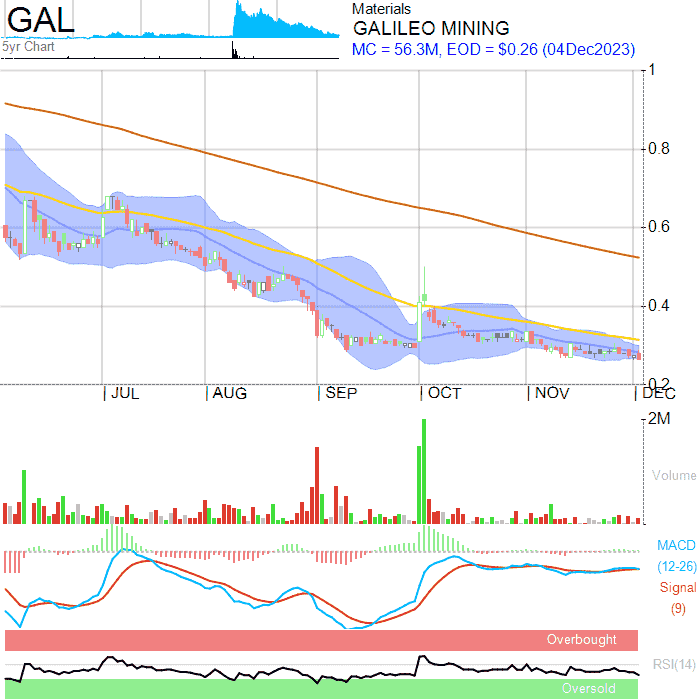 GAL
Materials
GALILEO MINING
5yr Chart
MC = 56.3M, EOD = $0.26 (04Dec2023)
1
0.8
0.6
0.4
0.2
JUL AUG SEP OCT NOV DEC
2M
Volume
MACD
(12-26)
Signal
(9)
Overbought
RSI(14)
Oversold